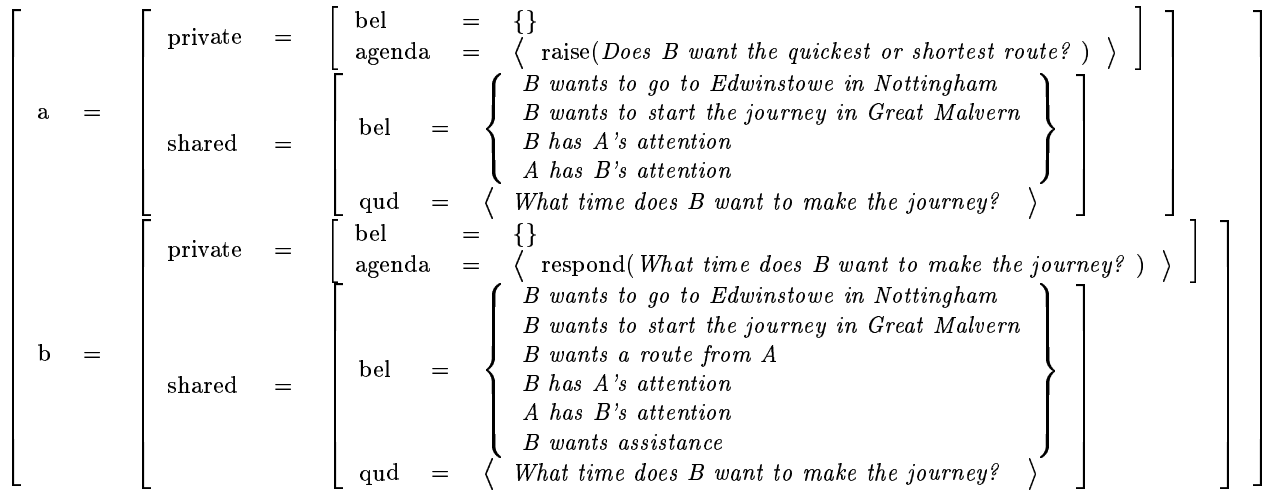 bel = {}
private =
agenda = ⟨ raise(Does B want the quickest or shortest route? ) ⟩
B wants to go to Edwinstowe in Nottingham
B wants to start the journey in Great Malvern
a =
bel =
shared =
B has A's attention
A has B's attention
qud = ⟨ What time does B want to make the journey? ⟩
bel = {}
private =
agenda = ⟨ respond( What time does B want to make the journey? ) ⟩
B wants to go to Edwinstowe in Nottingham
B wants to start the journey in Great Malvern
b =
B wants a route from A
bel =
shared =
B has A's attention
A has B's attention
B wants assistance
qud = ⟨ What time does B want to make the journey? ⟩